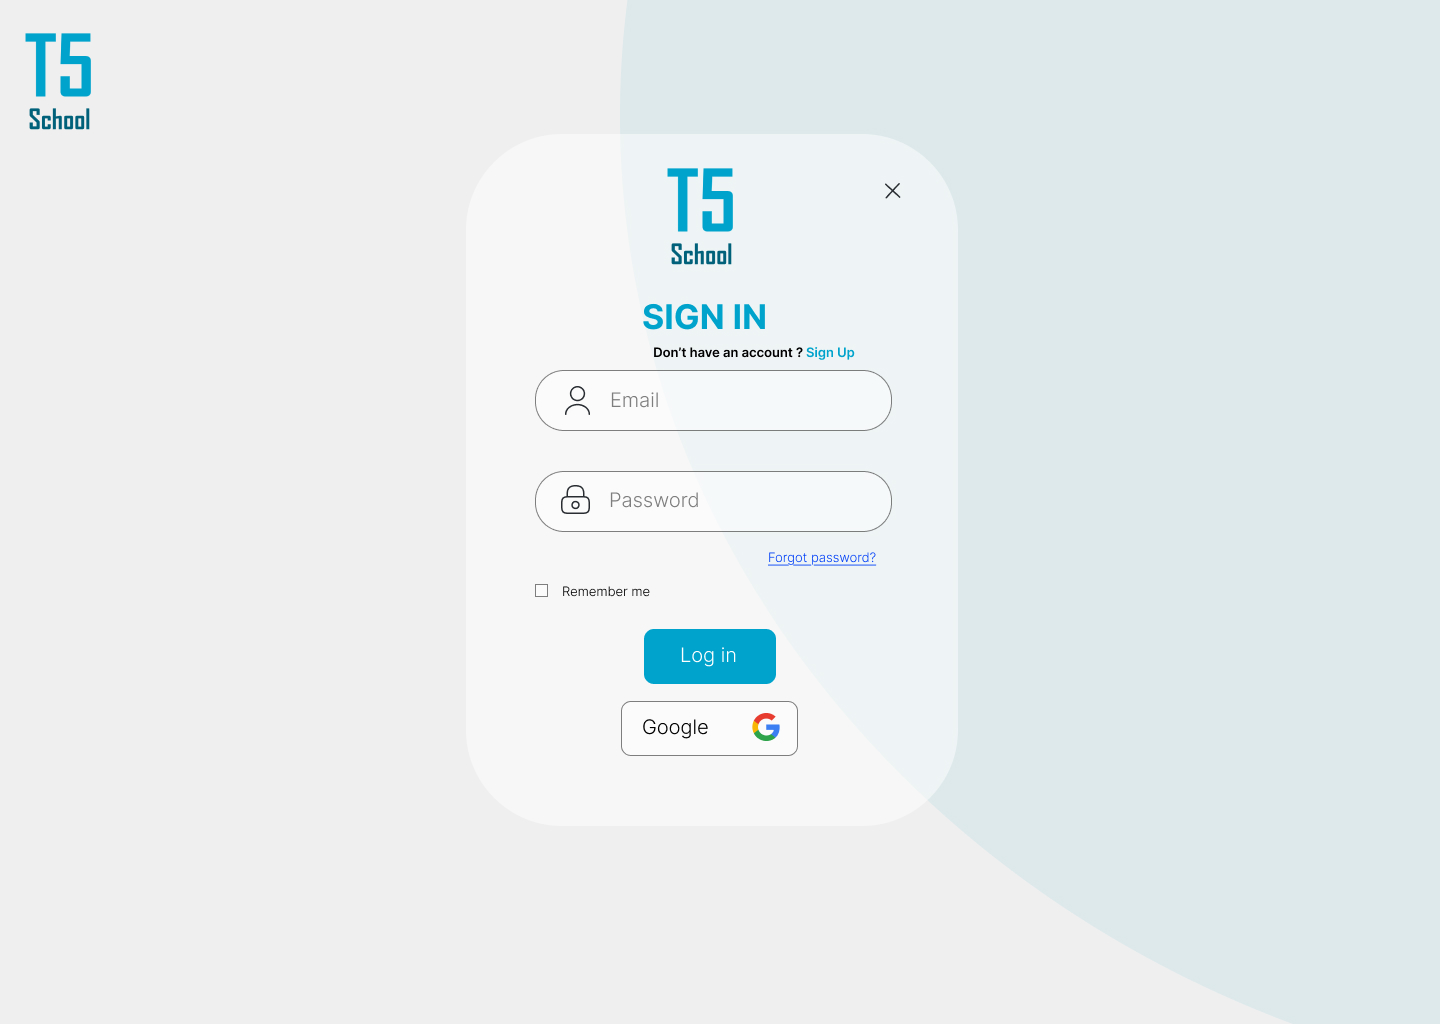 T5
School
T5
School
SIGN IN
Don't have an account ? Sign Up
Email
Password
Forgot password?
Remember me
Log in
Google